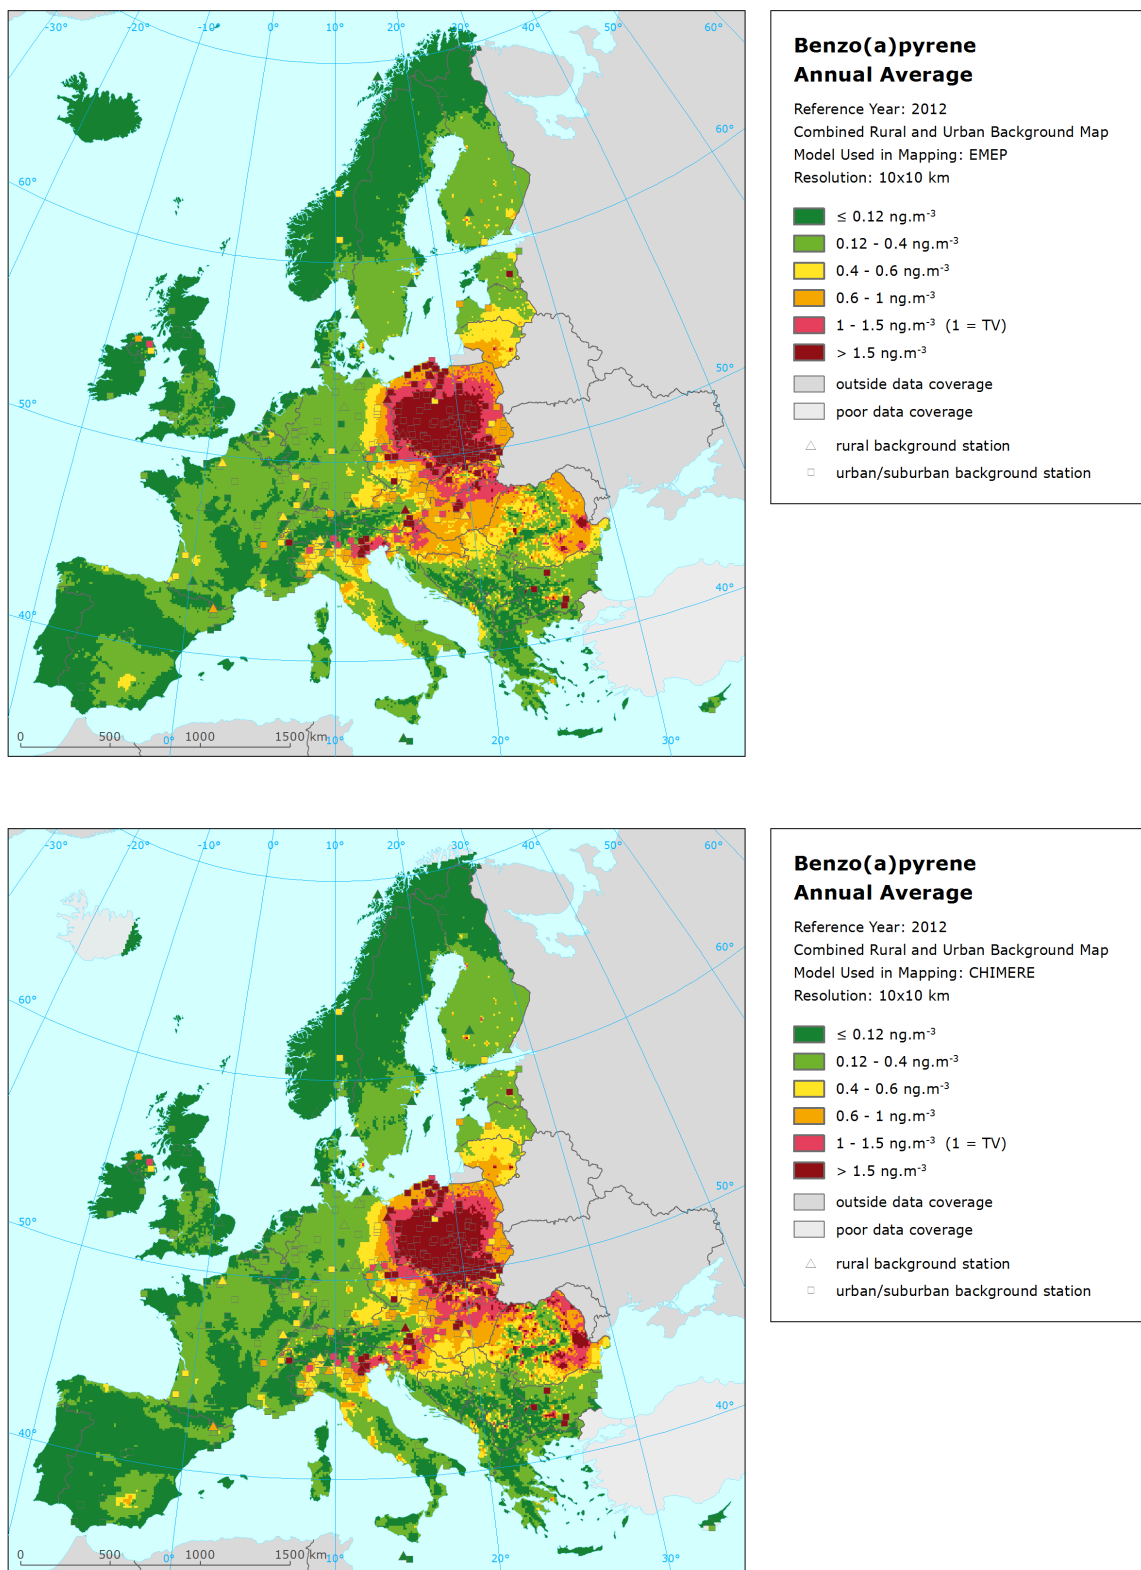 -30° -20° -10° 0° 10° 20° 30° 40° 50° 60°
60°
60°
50°
50°
40°
40°
0 500 1000 1500 km
0° 10° 20° 30°
Benzo(a)pyrene
Annual Average
Reference Year: 2012
Combined Rural and Urban Background Map
Model Used in Mapping: EMEP
Resolution: 10x10 km
≤ 0.12 ng.m⁻³
0.12 - 0.4 ng.m⁻³
0.4 - 0.6 ng.m⁻³
0.6 - 1 ng.m⁻³
1 - 1.5 ng.m⁻³ (1 = TV)
> 1.5 ng.m⁻³
outside data coverage
poor data coverage
rural background station
urban/suburban background station
-30° -20° -10° 0° 10° 20° 30° 40° 50° 60°
60°
60°
50°
50°
40°
40°
0 500 1000 1500 km
0° 10° 20° 30°
Benzo(a)pyrene
Annual Average
Reference Year: 2012
Combined Rural and Urban Background Map
Model Used in Mapping: CHIMERE
Resolution: 10x10 km
≤ 0.12 ng.m⁻³
0.12 - 0.4 ng.m⁻³
0.4 - 0.6 ng.m⁻³
0.6 - 1 ng.m⁻³
1 - 1.5 ng.m⁻³ (1 = TV)
> 1.5 ng.m⁻³
outside data coverage
poor data coverage
rural background station
urban/suburban background station